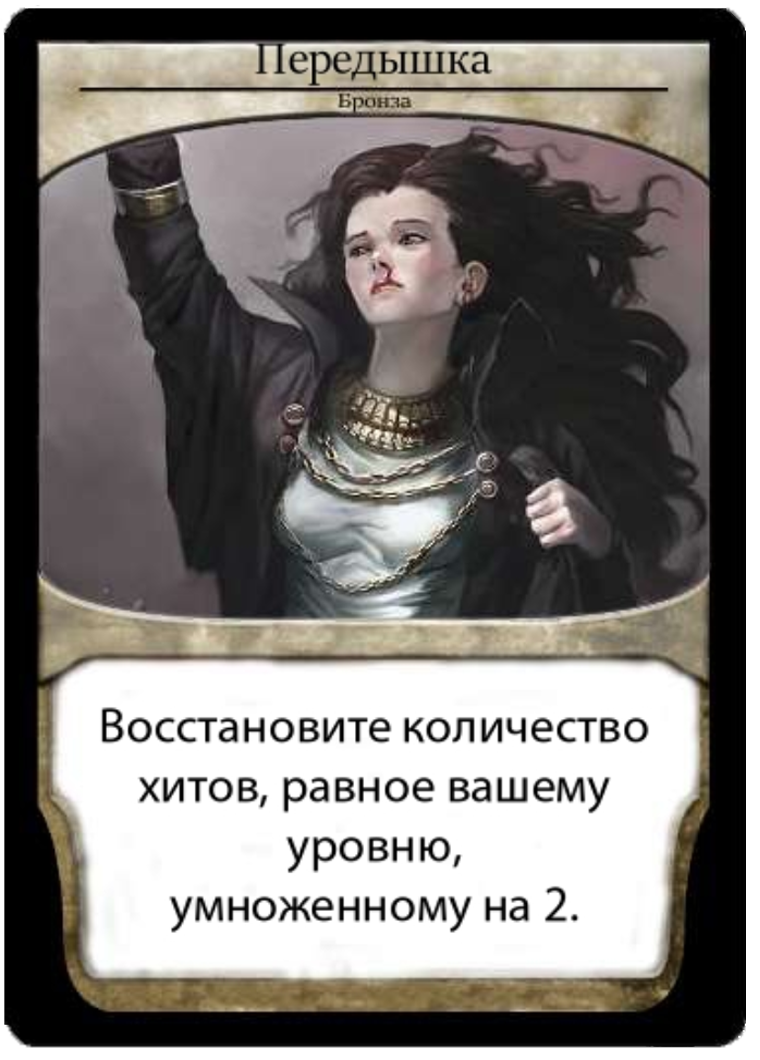 Передышка
Бронза
Восстановите количество
хитов, равное вашему
уровню,
умноженному на 2.